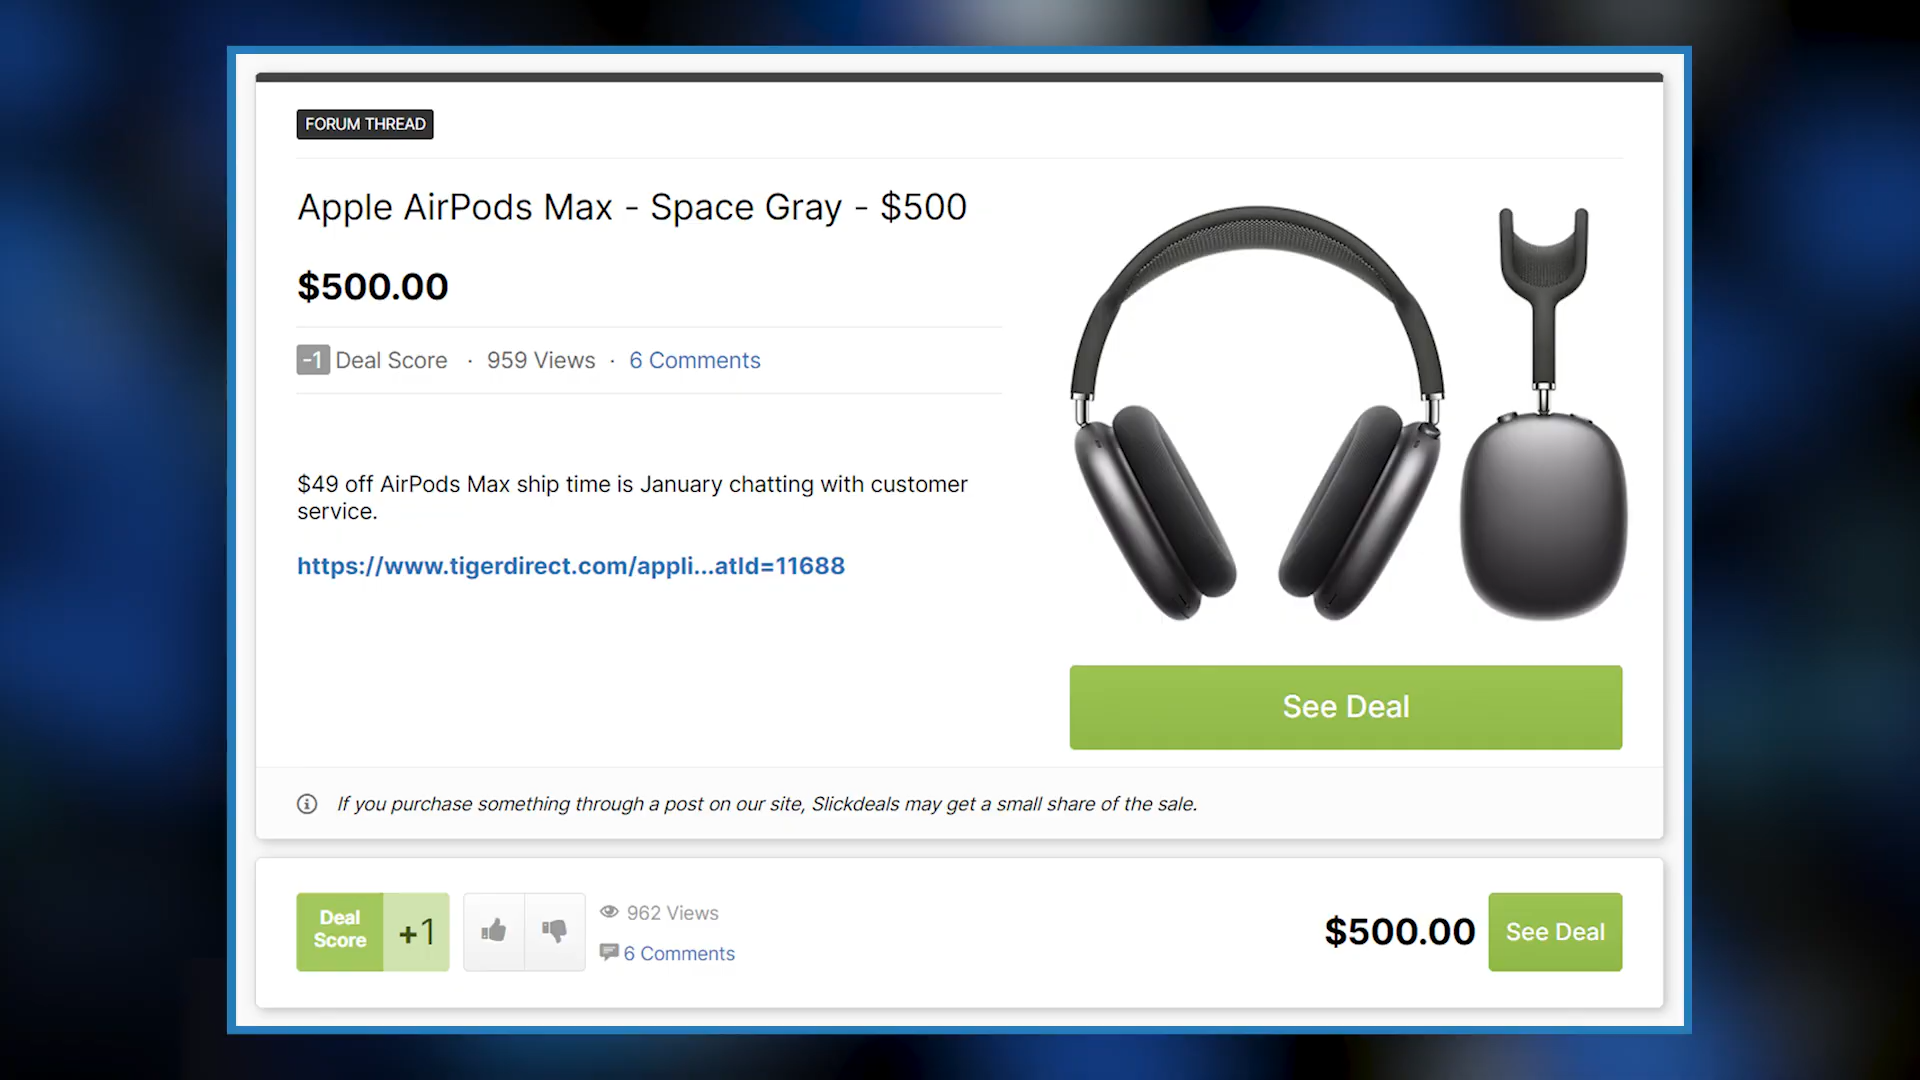 FORUM THREAD
Apple AirPods Max - Space Gray - $500
$500.00
-1 Deal Score · 959 Views · 6 Comments
$49 off AirPods Max ship time is January chatting with customer
service.
https://www.tigerdirect.com/appli...atId=11688
See Deal
If you purchase something through a post on our site, Slickdeals may get a small share of the sale.
Deal
Score
+1
962 Views
6 Comments
$500.00
See Deal